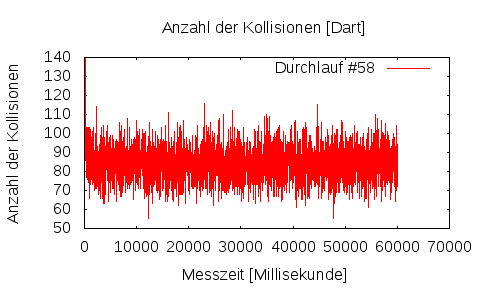 Anzahl der Kollisionen [Dart]
Durchlauf #58
Anzahl der Kollisionen
140
130
120
110
100
90
80
70
60
50
0 10000 20000 30000 40000 50000 60000 70000
Messzeit [Millisekunde]